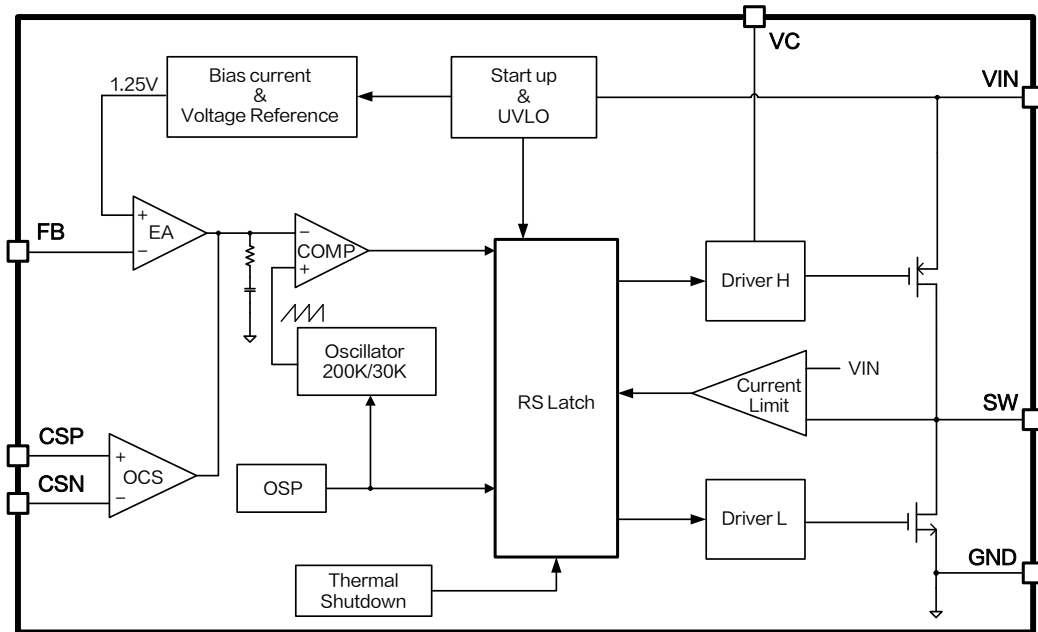 VC
VIN
1.25V
Bias current
&
Voltage Reference
Start up
&
UVLO
FB
+
EA
−
−
COMP
+
Oscillator
200K/30K
RS Latch
Driver H
Current
Limit
VIN
SW
CSP
+
OCS
CSN
−
OSP
Driver L
GND
Thermal
Shutdown